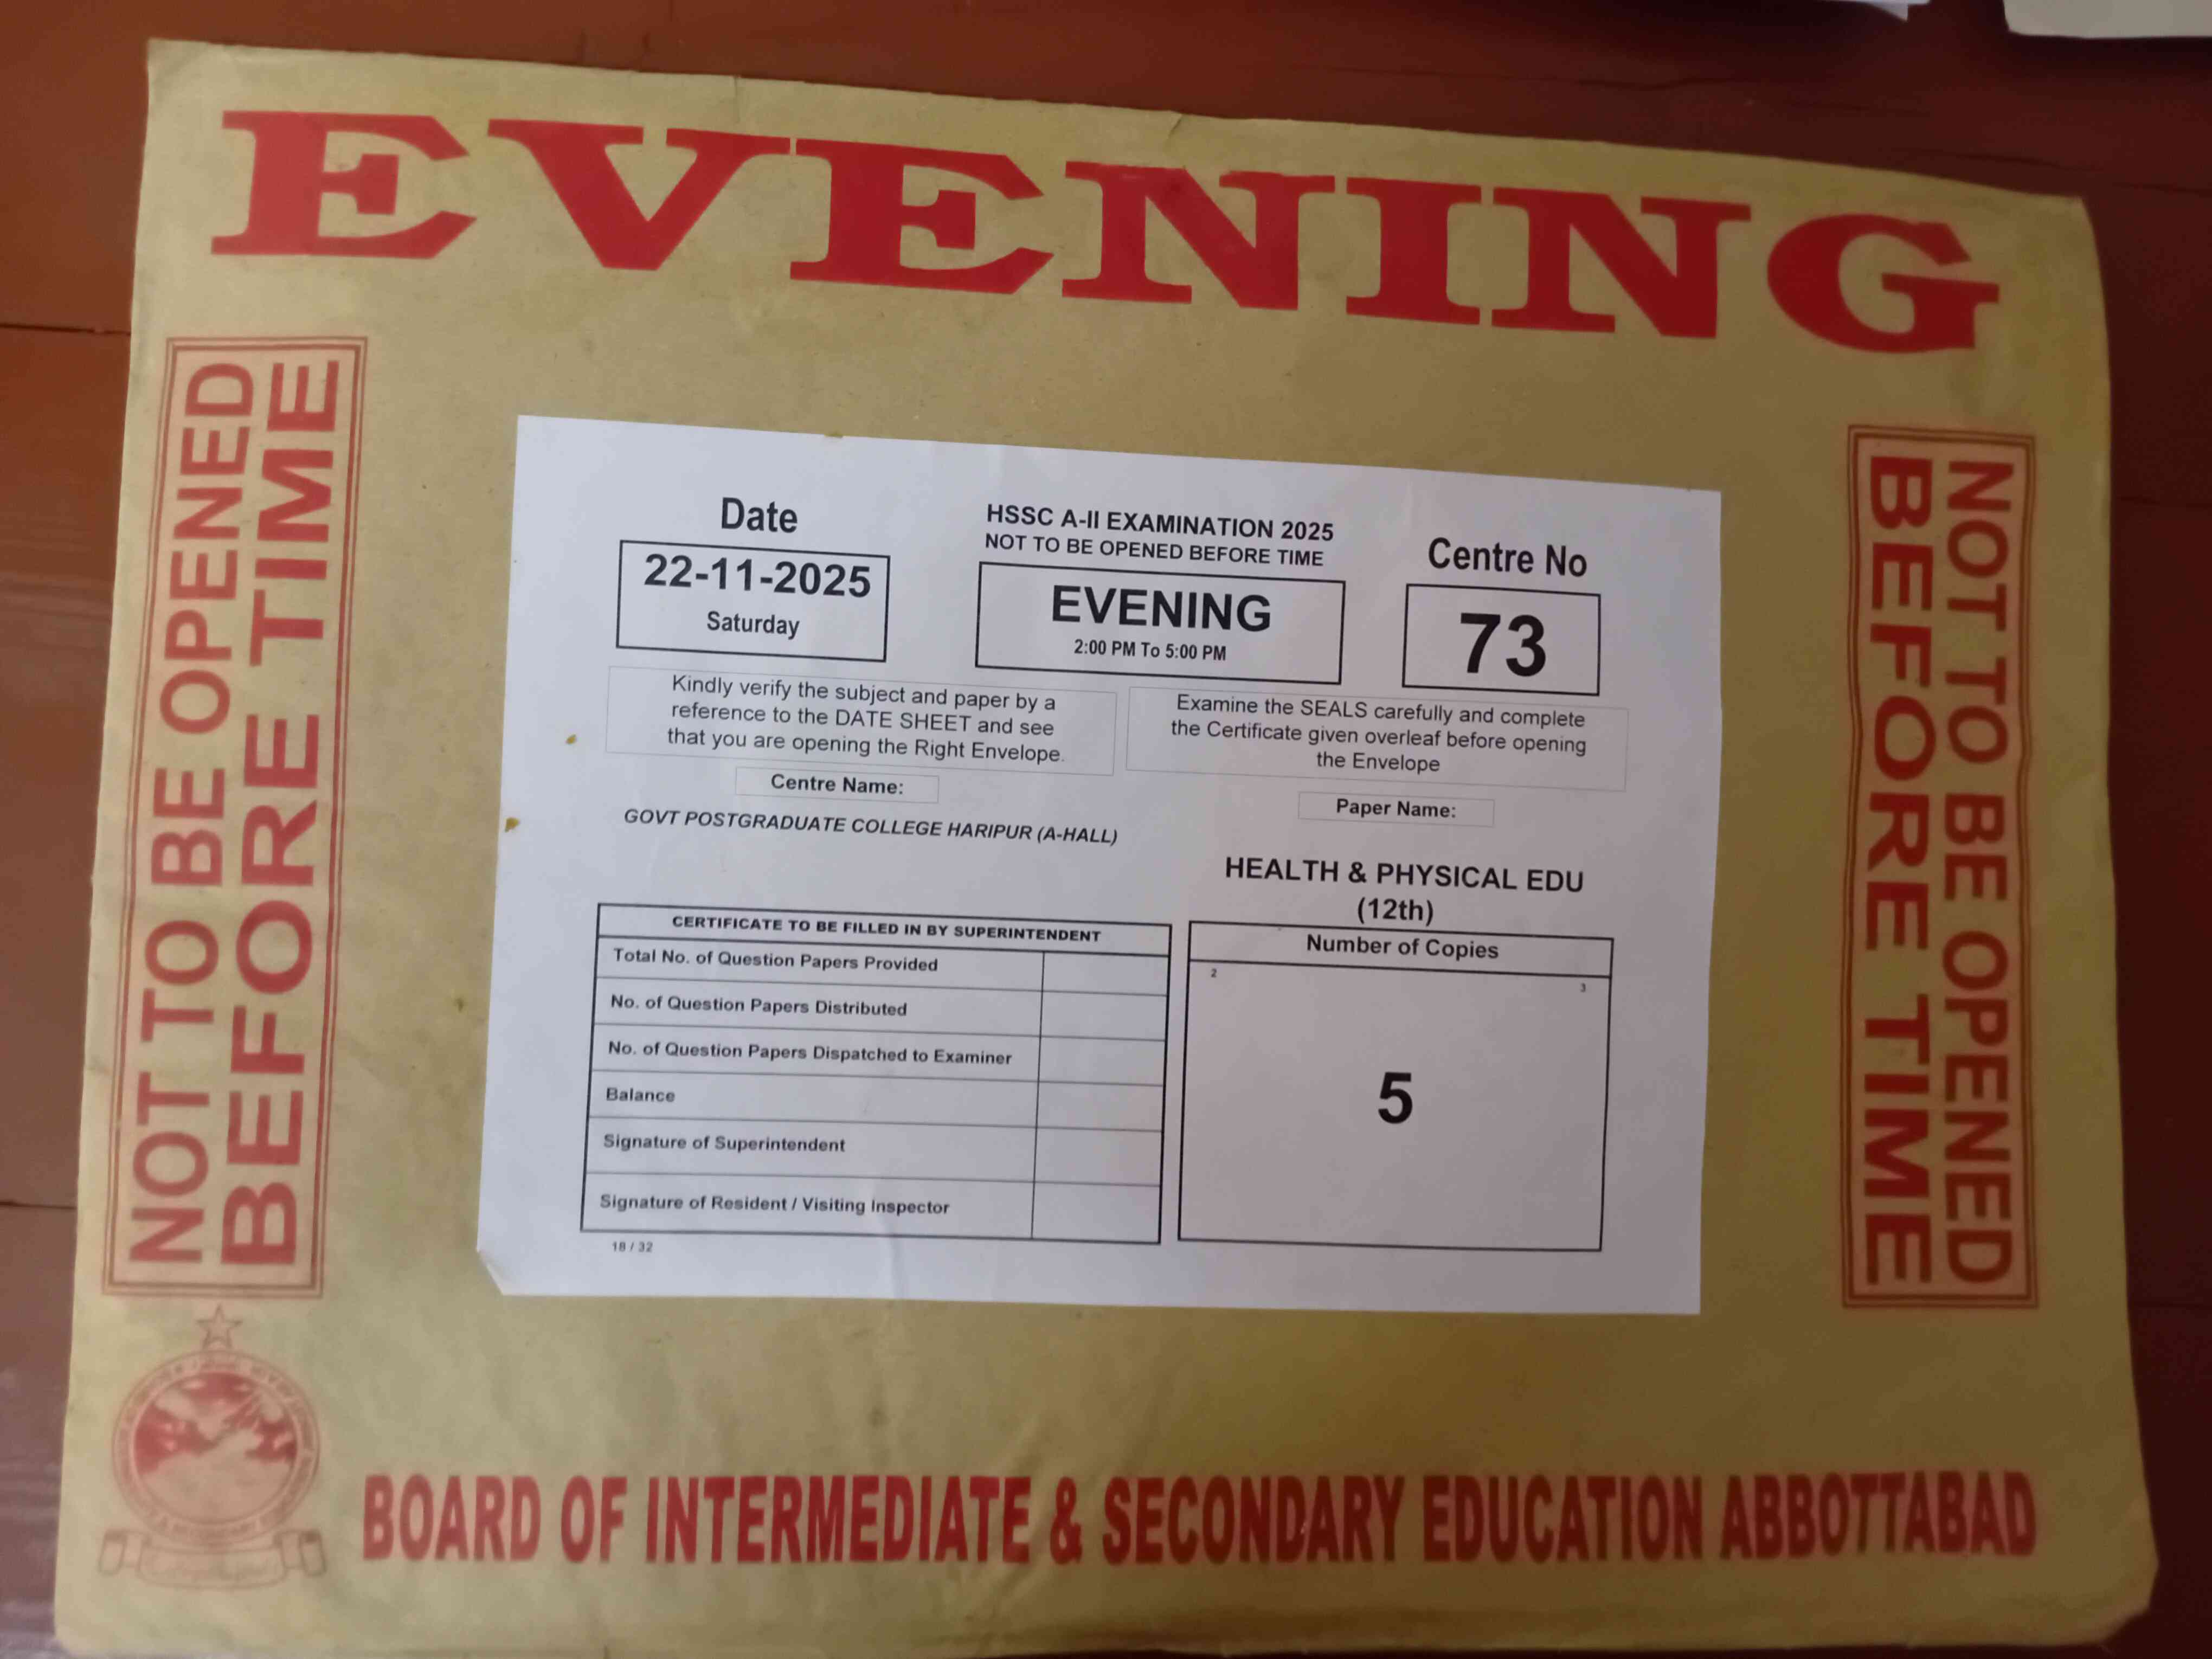 EVENING
NOT TO BE OPENED
BEFORE TIME
Date
22-11-2025
Saturday
HSSC A-II EXAMINATION 2025
NOT TO BE OPENED BEFORE TIME
EVENING
2:00 PM To 5:00 PM
Centre No
73
Kindly verify the subject and paper by a
reference to the DATE SHEET and see
that you are opening the Right Envelope.
Examine the SEALS carefully and complete
the Certificate given overleaf before opening
the Envelope
Centre Name:
GOVT POSTGRADUATE COLLEGE HARIPUR (A-HALL)
Paper Name:
HEALTH & PHYSICAL EDU
(12th)
CERTIFICATE TO BE FILLED IN BY SUPERINTENDENT
Total No. of Question Papers Provided
No. of Question Papers Distributed
No. of Question Papers Dispatched to Examiner
Balance
Signature of Superintendent
Signature of Resident / Visiting Inspector
18 / 32
Number of Copies
2
3
5
NOT TO BE OPENED
BEFORE TIME
BOARD OF INTERMEDIATE & SECONDARY EDUCATION ABBOTTABAD